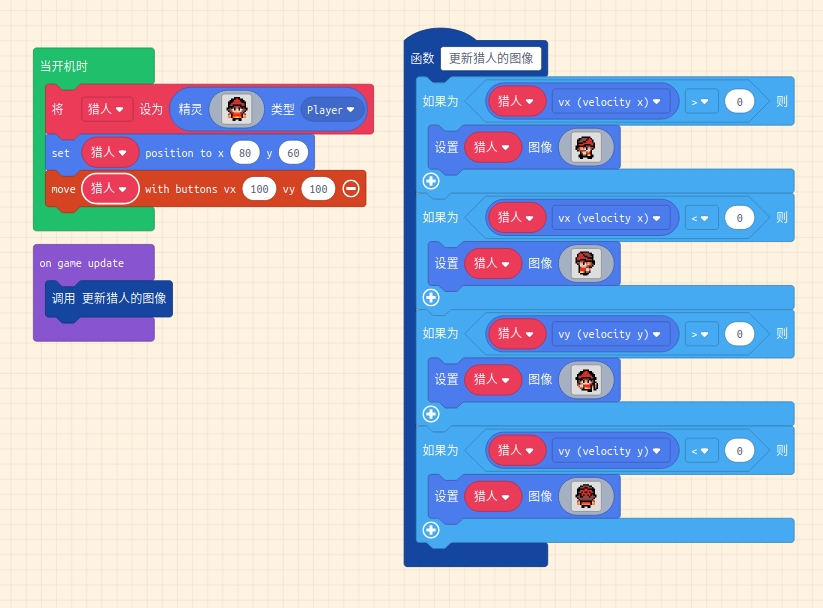 当开机时
将 猎人 设为 精灵 类型 Player
set 猎人 position to x 80 y 60
move 猎人 with buttons vx 100 vy 100
on game update
调用 更新猎人的图像
函数 更新猎人的图像
如果为 猎人 vx (velocity x) > 0 则
设置 猎人 图像
如果为 猎人 vx (velocity x) < 0 则
设置 猎人 图像
如果为 猎人 vy (velocity y) > 0 则
设置 猎人 图像
如果为 猎人 vy (velocity y) < 0 则
设置 猎人 图像